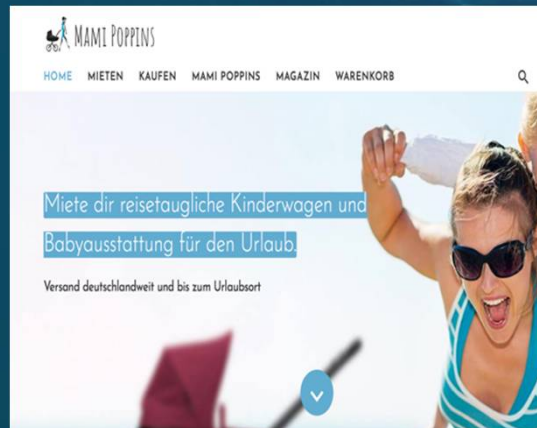 MAMI POPPINS
HOME MIETEN KAUFEN MAMI POPPINS MAGAZIN WARENKORB
Miete dir reisetaugliche Kinderwagen und
Babyausstattung für den Urlaub.
Versand deutschlandweit und bis zum Urlaubsort